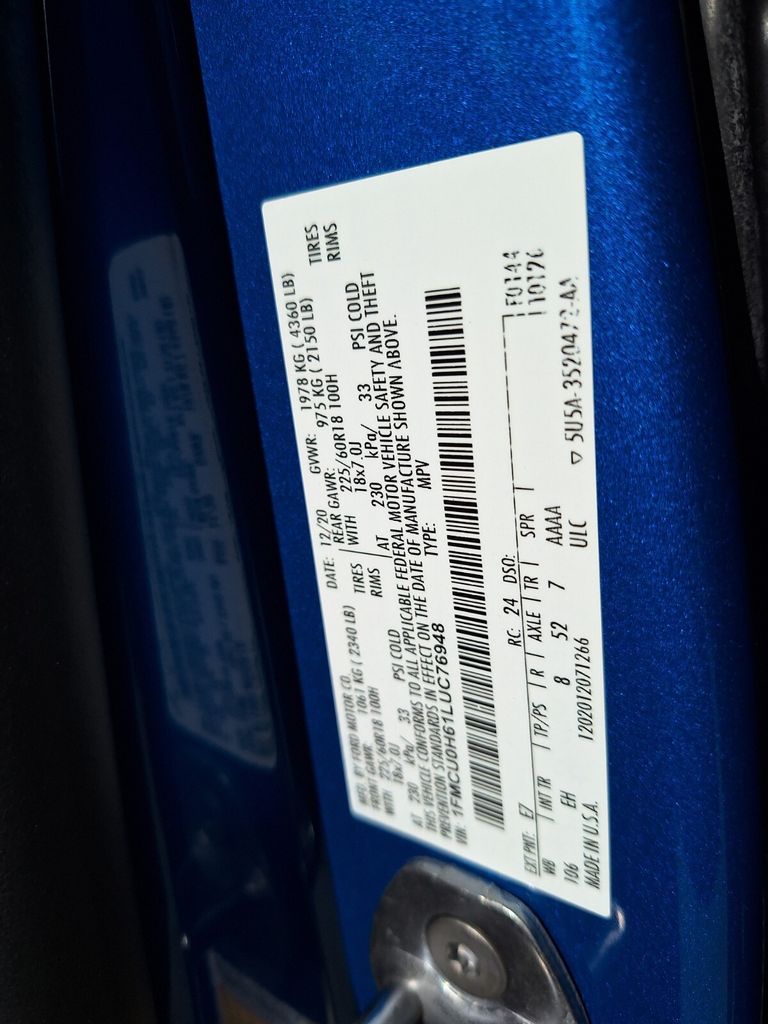 MFD. BY FORD MOTOR CO.
DATE: 12/20 GVWR: 1978 KG ( 4360 LB)
FRONT GAWR: 1061 KG ( 2340 LB)
REAR GAWR: 975 KG ( 2150 LB)
WITH 225/60R18 100H TIRES
WITH 225/60R18 100H TIRES
18x7.0J RIMS
18x7.0J RIMS
AT 230 kPa/ 33 PSI COLD
AT 230 kPa/ 33 PSI COLD
THIS VEHICLE CONFORMS TO ALL APPLICABLE FEDERAL MOTOR VEHICLE SAFETY AND THEFT
PREVENTION STANDARDS IN EFFECT ON THE DATE OF MANUFACTURE SHOWN ABOVE.
VIN: 1FMCU0H61LUC76948 TYPE: MPV
EXT PNT: E7 RC: 24 DSO:
WB INT TR TP/PS R AXLE TR SPR
106 EH 8 52 7 AAAA
MADE IN U.S.A. 1202012071266 ULC
5U5A-3520472-AA